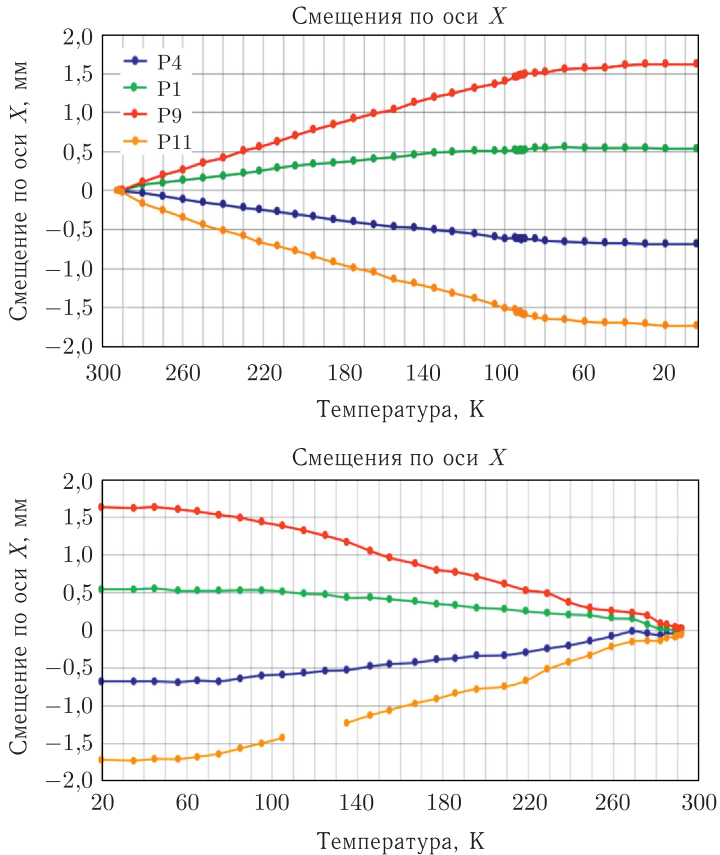 Смещения по оси X
Смещение по оси X, мм
2,0
1,5
1,0
0,5
0
−0,5
−1,0
−1,5
−2,0
P4
P1
P9
P11
300 260 220 180 140 100 60 20
Температура, К
Смещения по оси X
Смещение по оси X, мм
2,0
1,5
1,0
0,5
0
−0,5
−1,0
−1,5
−2,0
20 60 100 140 180 220 260 300
Температура, К